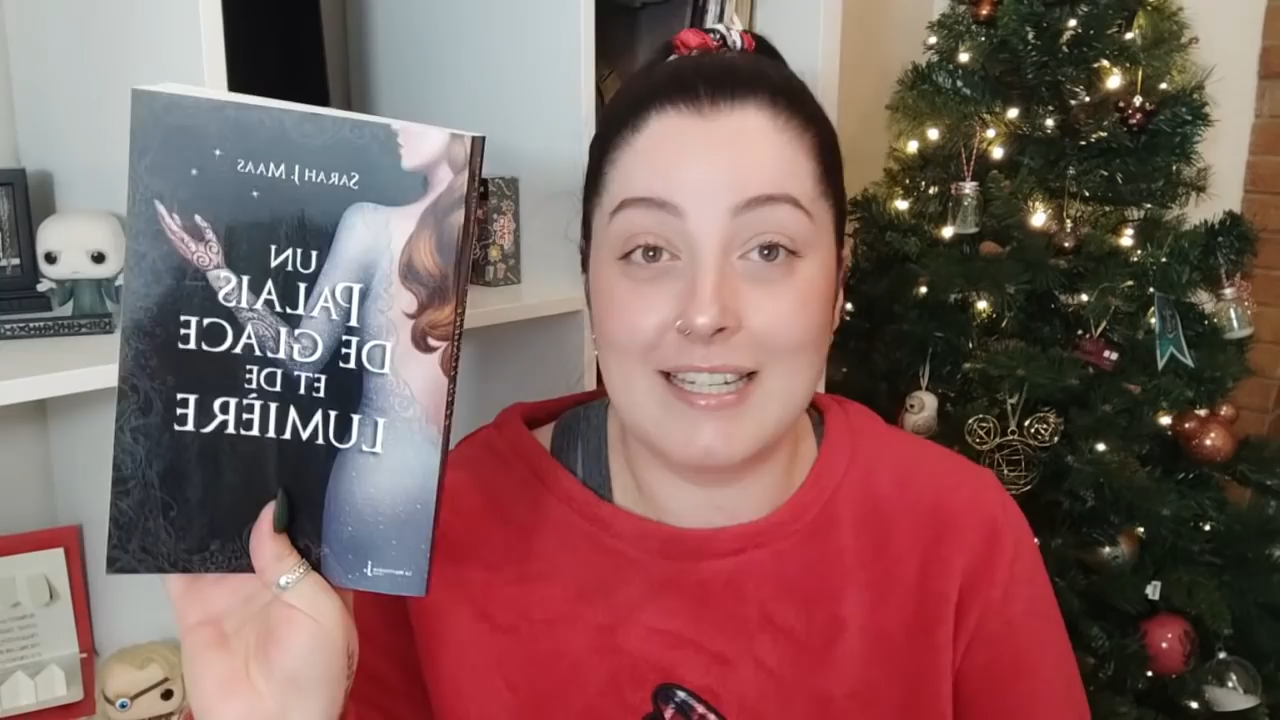 SARAH J. MAAS
UN
PALAIS
DE GLACE
ET DE
LUMIÈRE